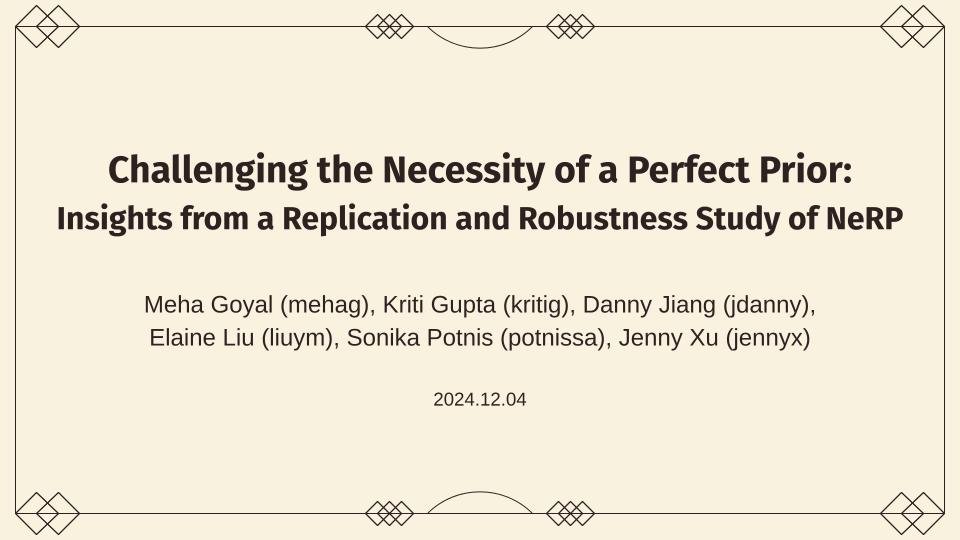 Challenging the Necessity of a Perfect Prior:
Insights from a Replication and Robustness Study of NeRP
Meha Goyal (mehag), Kriti Gupta (kritig), Danny Jiang (jdanny),
Elaine Liu (liuym), Sonika Potnis (potnissa), Jenny Xu (jennyx)
2024.12.04